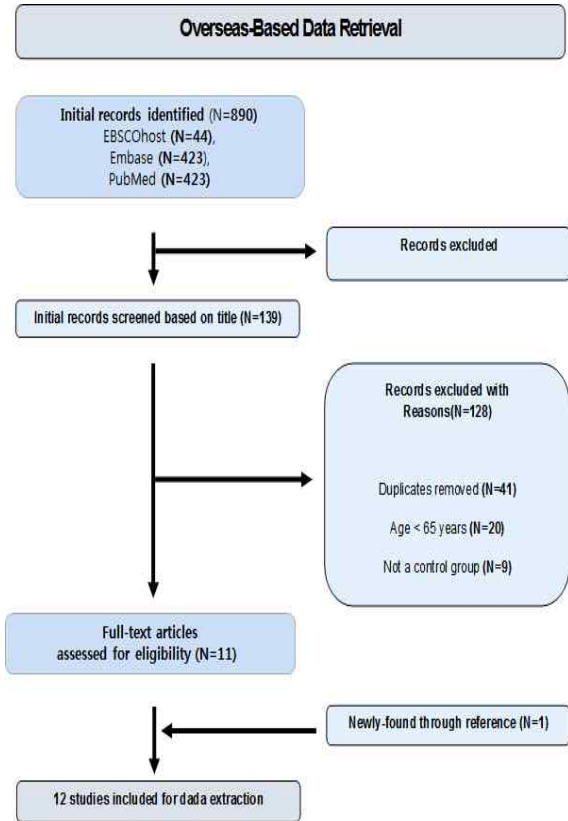 Overseas-Based Data Retrieval
Initial records identified (N=890)
EBSCOhost (N=44),
Embase (N=423),
PubMed (N=423)
Records excluded
Initial records screened based on title (N=139)
Records excluded with
Reasons(N=128)
Duplicates removed (N=41)
Age < 65 years (N=20)
Not a control group (N=9)
Full-text articles
assessed for eligibility (N=11)
Newly-found through reference (N=1)
12 studies included for dada extraction